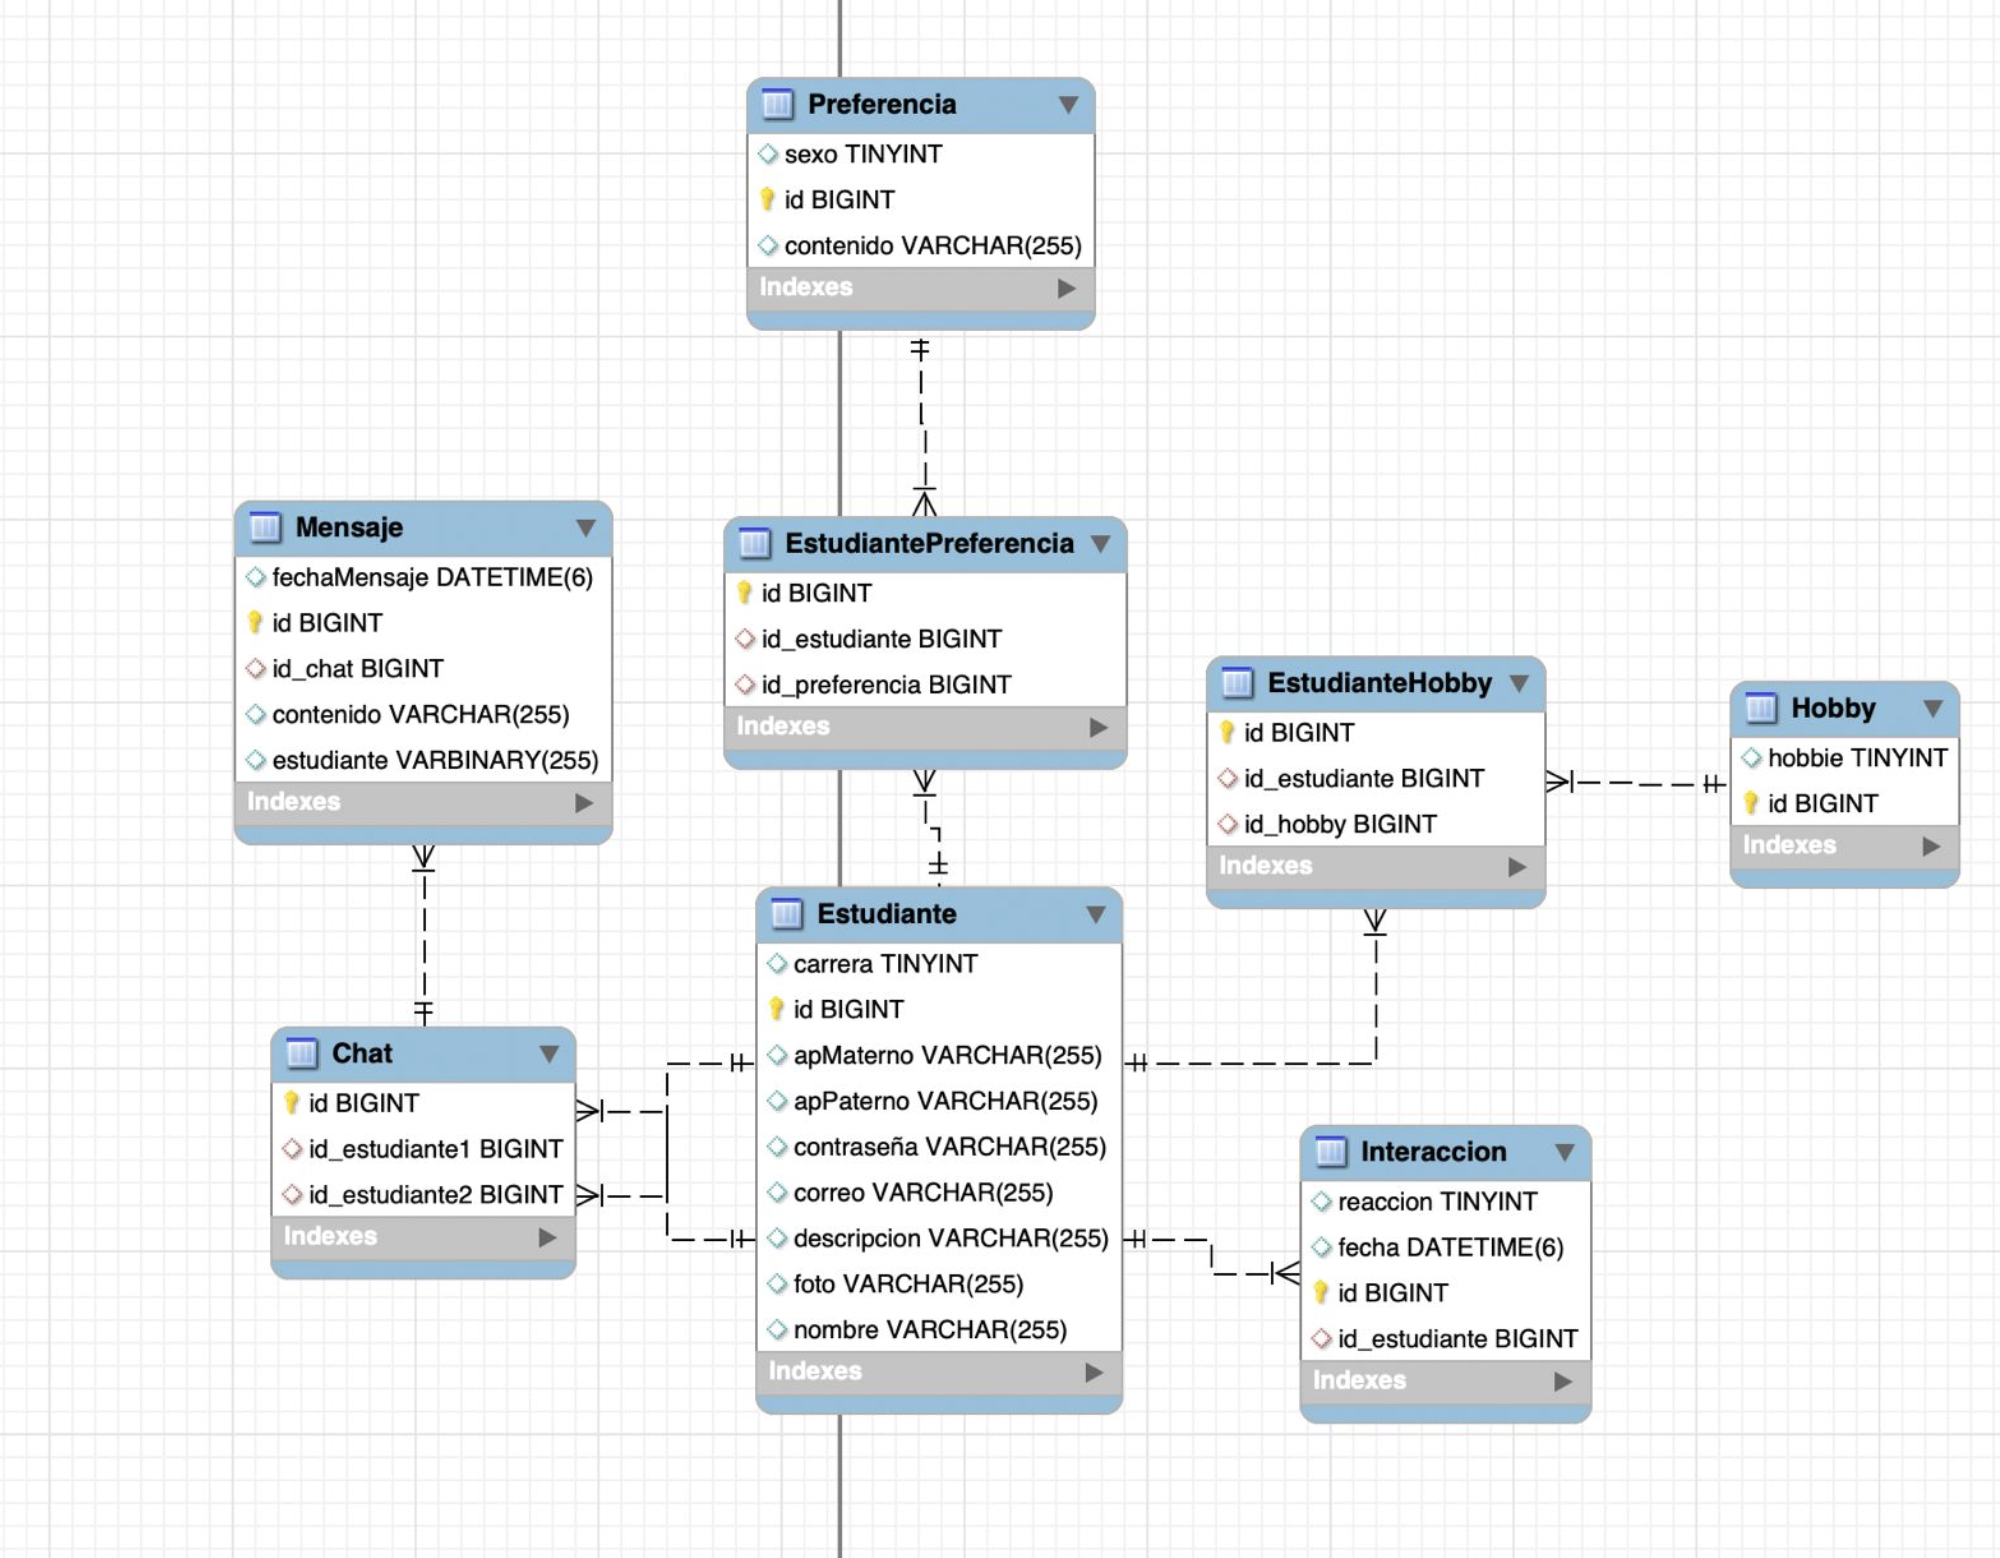 Preferencia
sexo TINYINT
id BIGINT
contenido VARCHAR(255)
Indexes
Mensaje
fechaMensaje DATETIME(6)
id BIGINT
id_chat BIGINT
contenido VARCHAR(255)
estudiante VARBINARY(255)
Indexes
EstudiantePreferencia
id BIGINT
id_estudiante BIGINT
id_preferencia BIGINT
Indexes
EstudianteHobby
id BIGINT
id_estudiante BIGINT
id_hobby BIGINT
Indexes
Hobby
hobbie TINYINT
id BIGINT
Indexes
Chat
id BIGINT
id_estudiante1 BIGINT
id_estudiante2 BIGINT
Indexes
Estudiante
carrera TINYINT
id BIGINT
apMaterno VARCHAR(255)
apPaterno VARCHAR(255)
contraseña VARCHAR(255)
correo VARCHAR(255)
descripcion VARCHAR(255)
foto VARCHAR(255)
nombre VARCHAR(255)
Indexes
Interaccion
reaccion TINYINT
fecha DATETIME(6)
id BIGINT
id_estudiante BIGINT
Indexes